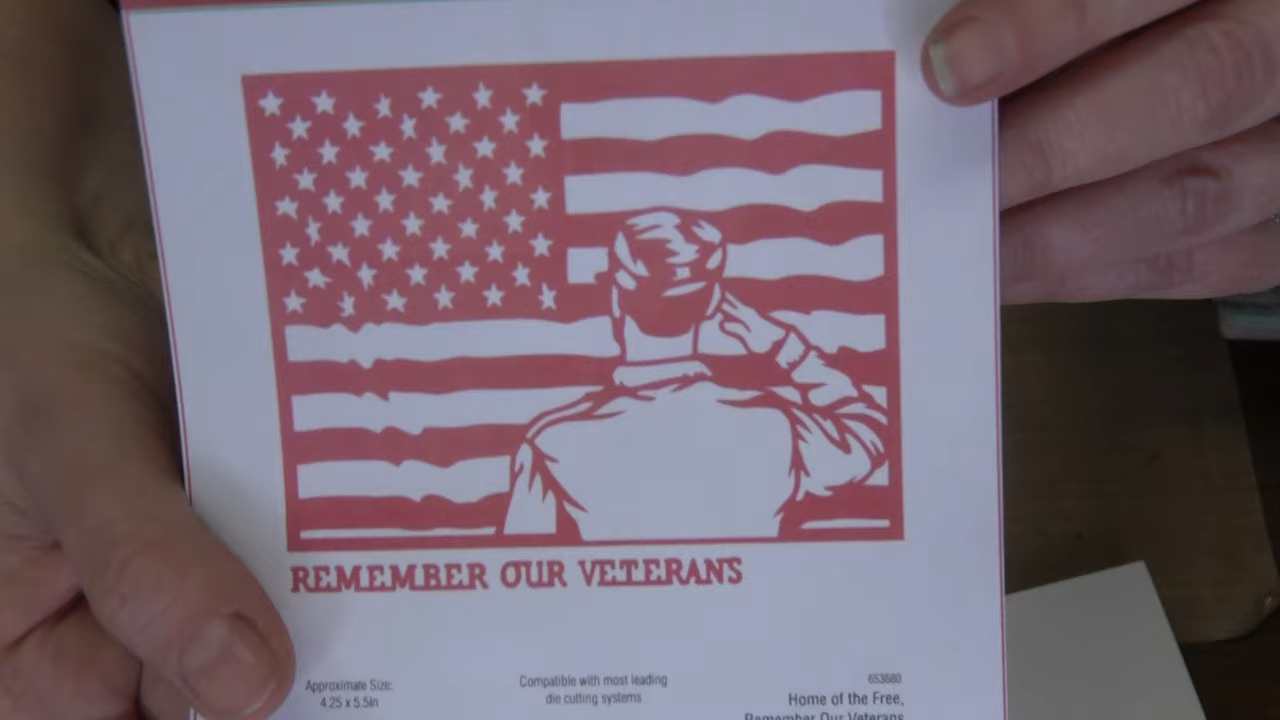 REMEMBER OUR VETERANS
Approximate Size:
4.25 x 5.5in
Compatible with most leading
die cutting systems
653680
Home of the Free,
Remember Our Veterans